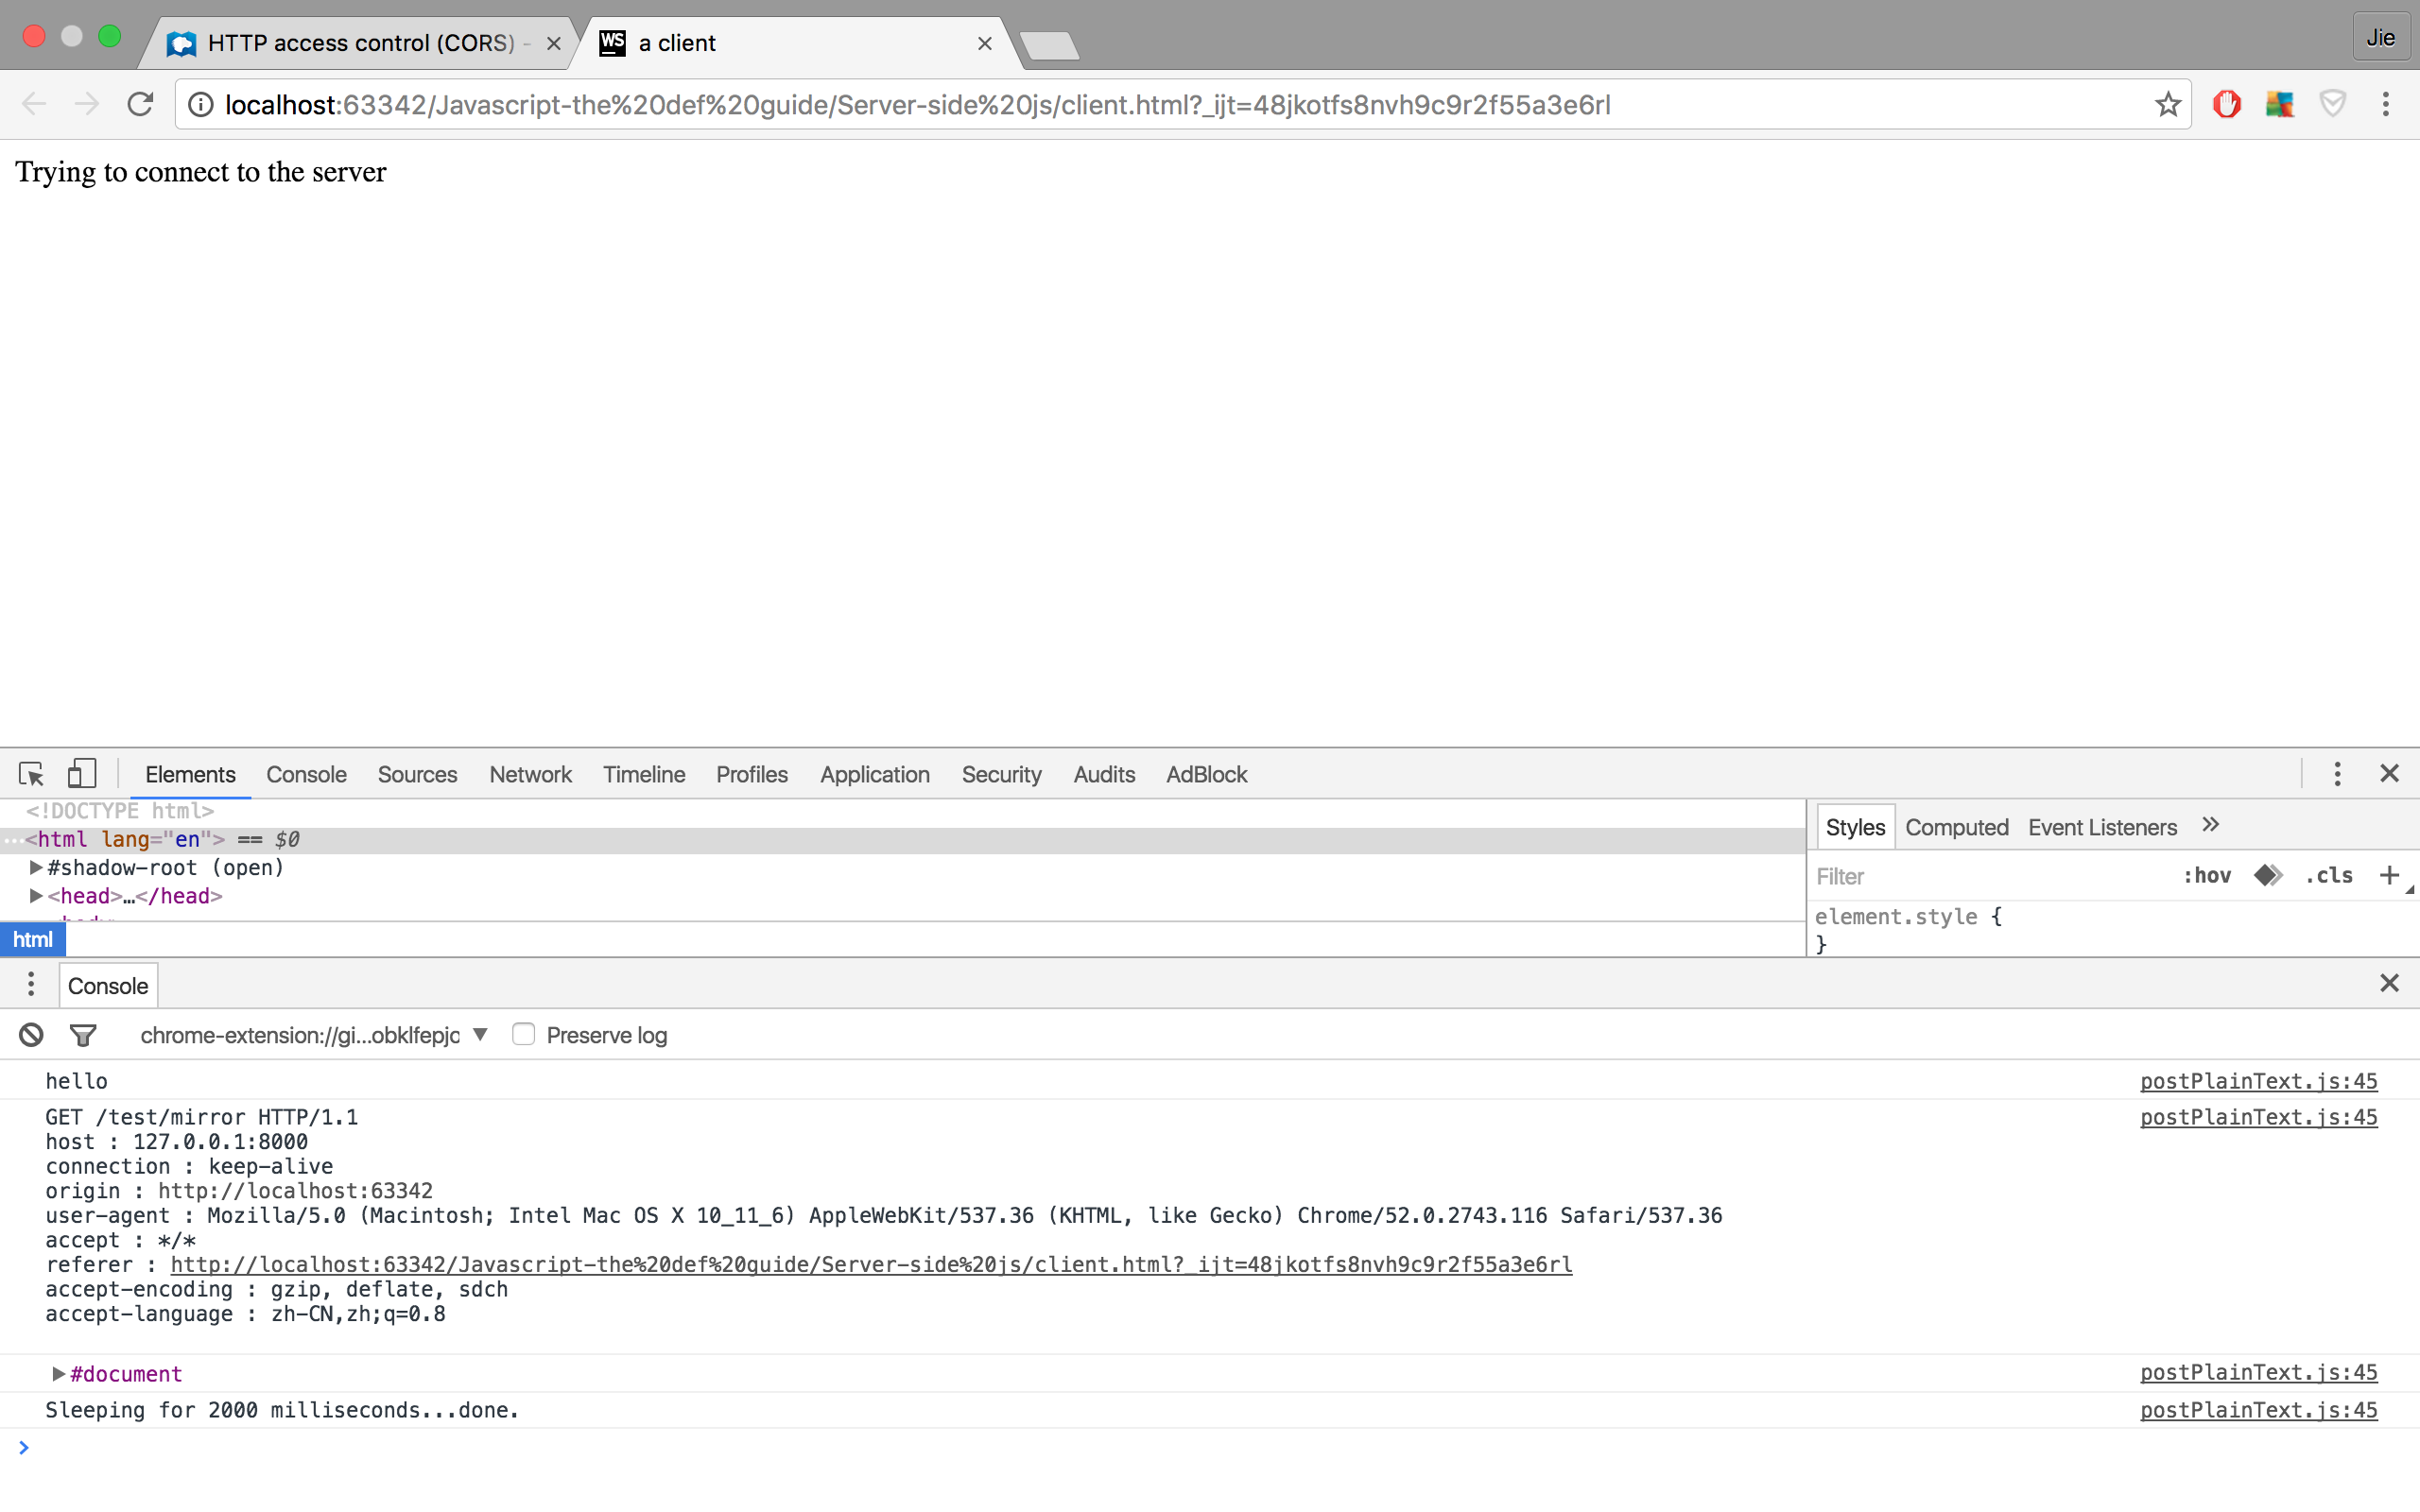 HTTP access control (CORS) -
WS a client
Jie
localhost:63342/Javascript-the%20def%20guide/Server-side%20js/client.html?_ijt=48jkotfs8nvh9c9r2f55a3e6rl
Trying to connect to the server
Elements Console Sources Network Timeline Profiles Application Security Audits AdBlock
<!DOCTYPE html>
<html lang="en"> == $0
#shadow-root (open)
<head>…</head>
html
Styles Computed Event Listeners »
Filter :hov .cls +
element.style {
}
Console
chrome-extension://gi...obklfepjc Preserve log
hello postPlainText.js:45
GET /test/mirror HTTP/1.1 postPlainText.js:45
host : 127.0.0.1:8000
connection : keep-alive
origin : http://localhost:63342
user-agent : Mozilla/5.0 (Macintosh; Intel Mac OS X 10_11_6) AppleWebKit/537.36 (KHTML, like Gecko) Chrome/52.0.2743.116 Safari/537.36
accept : */*
referer : http://localhost:63342/Javascript-the%20def%20guide/Server-side%20js/client.html?_ijt=48jkotfs8nvh9c9r2f55a3e6rl
accept-encoding : gzip, deflate, sdch
accept-language : zh-CN,zh;q=0.8
#document postPlainText.js:45
Sleeping for 2000 milliseconds...done. postPlainText.js:45
>